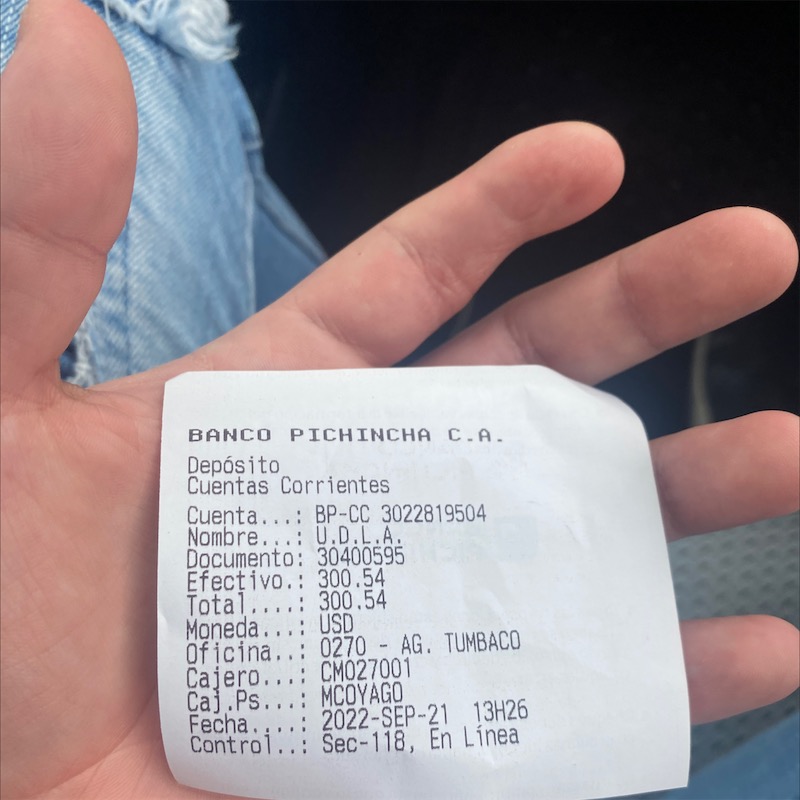 BANCO PICHINCHA C.A.
Depósito
Cuentas Corrientes
Cuenta...: BP-CC 3022819504
Nombre...: U.D.L.A.
Documento: 30400595
Efectivo.: 300.54
Total....: 300.54
Moneda...: USD
Oficina..: 0270 - AG. TUMBACO
Cajero...: CM027001
Caj.Ps...: MCOYAGO
Fecha....: 2022-SEP-21 13H26
Control..: Sec-118, En Línea